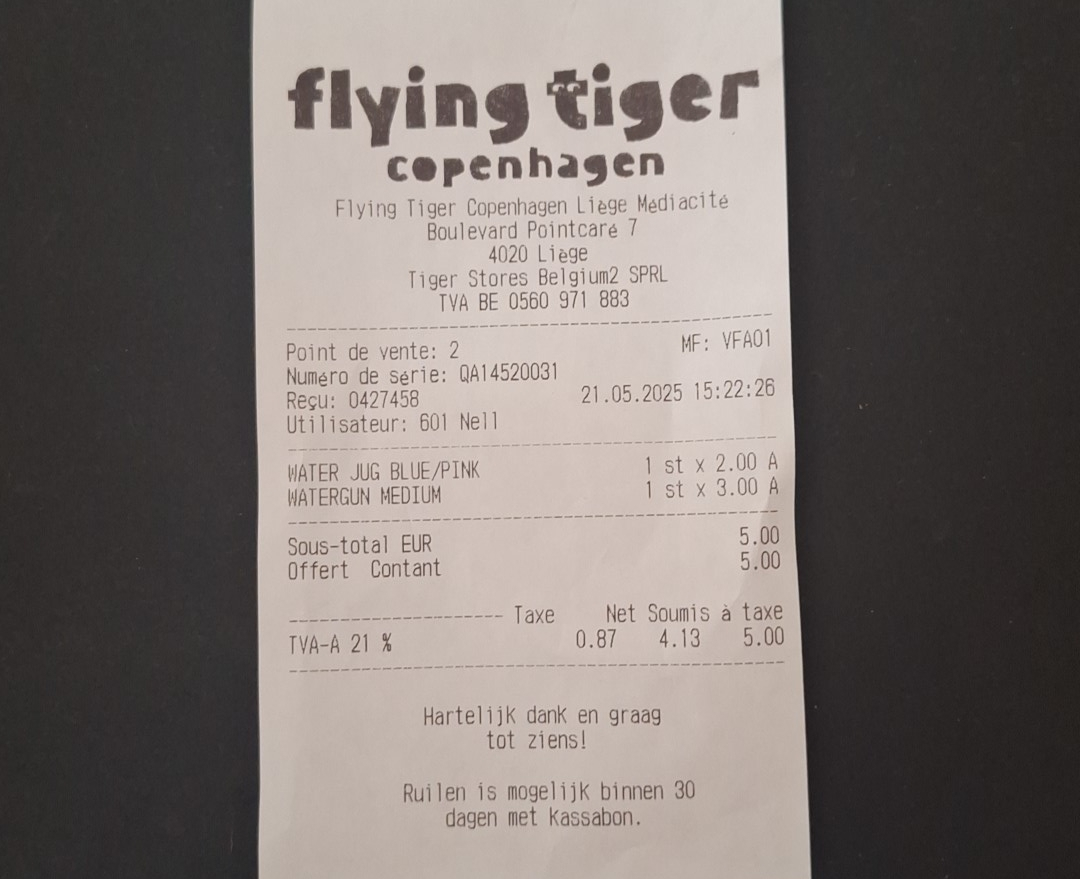 flying tiger
copenhagen
Flying Tiger Copenhagen Liège Médiacité
Boulevard Pointcaré 7
4020 Liège
Tiger Stores Belgium2 SPRL
TVA BE 0560 971 883
Point de vente: 2 MF: VFA01
Numéro de série: QA14520031
Reçu: 0427458 21.05.2025 15:22:26
Utilisateur: 601 Nell
WATER JUG BLUE/PINK 1 st x 2.00 A
WATERGUN MEDIUM 1 st x 3.00 A
Sous-total EUR 5.00
Offert Contant 5.00
Taxe Net Soumis à taxe
TVA-A 21 % 0.87 4.13 5.00
Hartelijk dank en graag
tot ziens!
Ruilen is mogelijk binnen 30
dagen met kassabon.